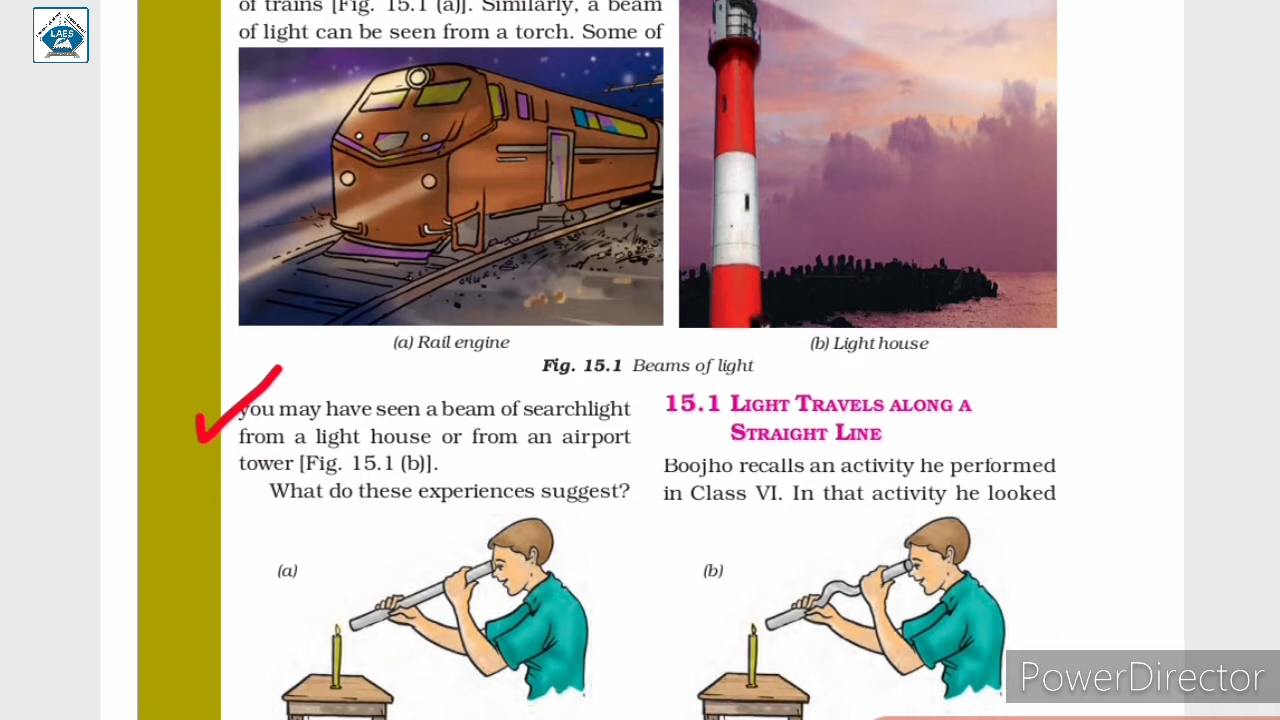 LAES
of trains [Fig. 15.1 (a)]. Similarly, a beam
of light can be seen from a torch. Some of
(a) Rail engine
(b) Light house
Fig. 15.1 Beams of light
you may have seen a beam of searchlight
from a light house or from an airport
tower [Fig. 15.1 (b)].
What do these experiences suggest?
15.1 LIGHT TRAVELS ALONG A
STRAIGHT LINE
Boojho recalls an activity he performed
in Class VI. In that activity he looked
(a)
(b)
PowerDirector